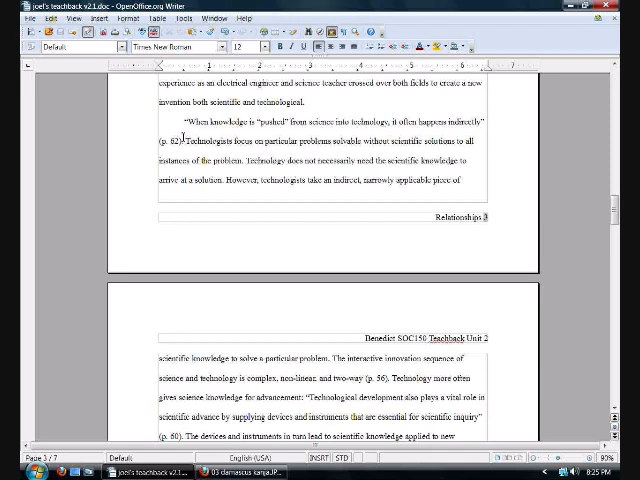 joel's teachback v2.1.doc - OpenOffice.org Writer
File Edit View Insert Format Table Tools Window Help
Default Times New Roman 12 B I U
1 2 3 4 5 6 7
experience as an electrical engineer and science teacher crossed over both fields to create a new
invention both scientific and technological.
“When knowledge is “pushed” from science into technology, it often happens indirectly”
(p. 62). Technologists focus on particular problems solvable without scientific solutions to all
instances of the problem. Technology does not necessarily need the scientific knowledge to
arrive at a solution. However, technologists take an indirect, narrowly applicable piece of
Relationships 3
Benedict SOC150 Teachback Unit 2
scientific knowledge to solve a particular problem. The interactive innovation sequence of
science and technology is complex, non-linear, and two-way (p. 56). Technology more often
gives science knowledge for advancement: “Technological development also plays a vital role in
scientific advance by supplying devices and instruments that are essential for scientific inquiry”
(p. 60). The devices and instruments in turn lead to scientific knowledge applied to new
Page 3 / 7 Default English (USA) INSRT STD 90%
joel's teachback v2.1.... 03 damascus kanja.JP... 8:25 PM